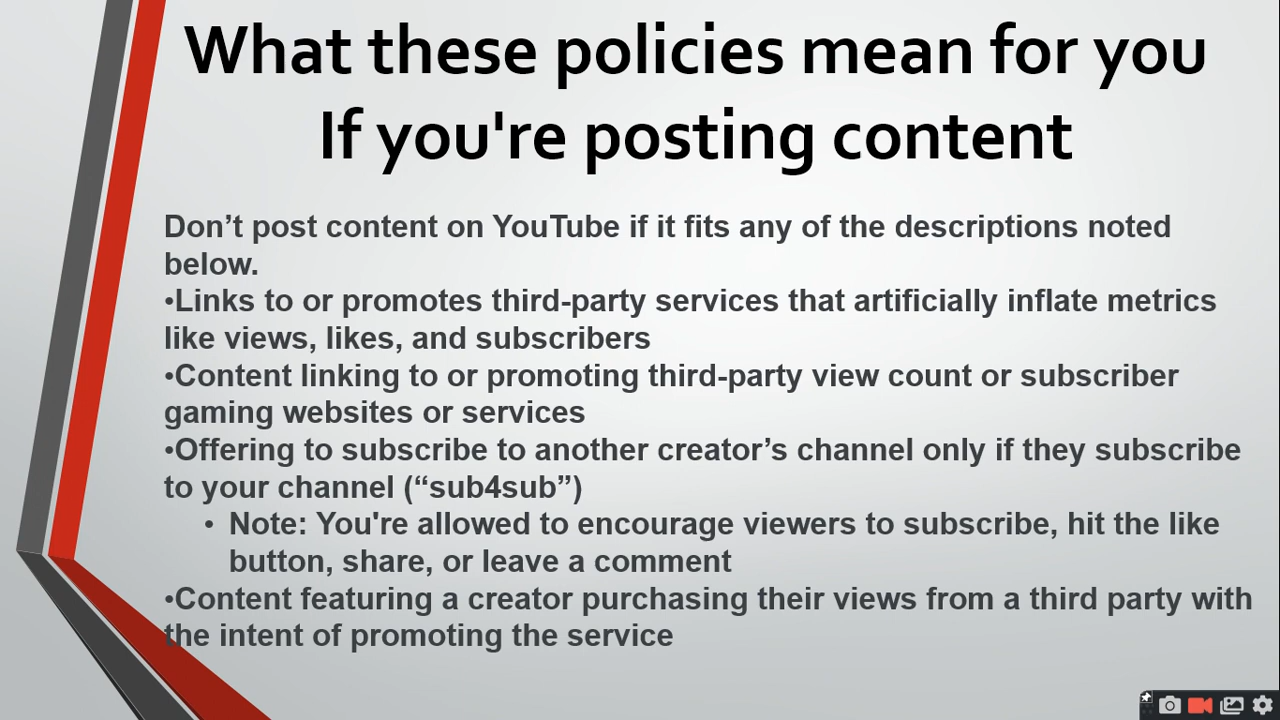 What these policies mean for you
If you're posting content
Don’t post content on YouTube if it fits any of the descriptions noted
below.
•Links to or promotes third-party services that artificially inflate metrics
like views, likes, and subscribers
•Content linking to or promoting third-party view count or subscriber
gaming websites or services
•Offering to subscribe to another creator’s channel only if they subscribe
to your channel (“sub4sub”)
• Note: You're allowed to encourage viewers to subscribe, hit the like
button, share, or leave a comment
•Content featuring a creator purchasing their views from a third party with
the intent of promoting the service